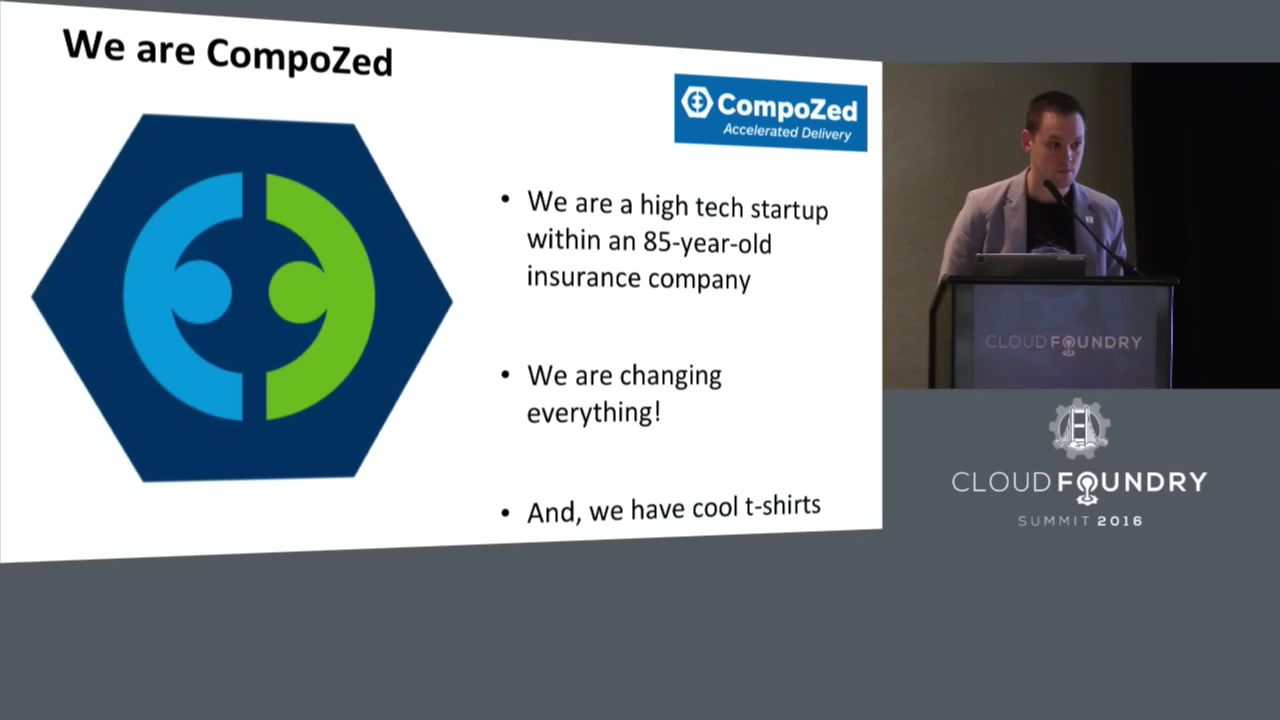 We are CompoZed
CompoZed
Accelerated Delivery
• We are a high tech startup
within an 85-year-old
insurance company
• We are changing
everything!
• And, we have cool t-shirts
CLOUD FOUNDRY
CLOUD FOUNDRY
SUMMIT 2016